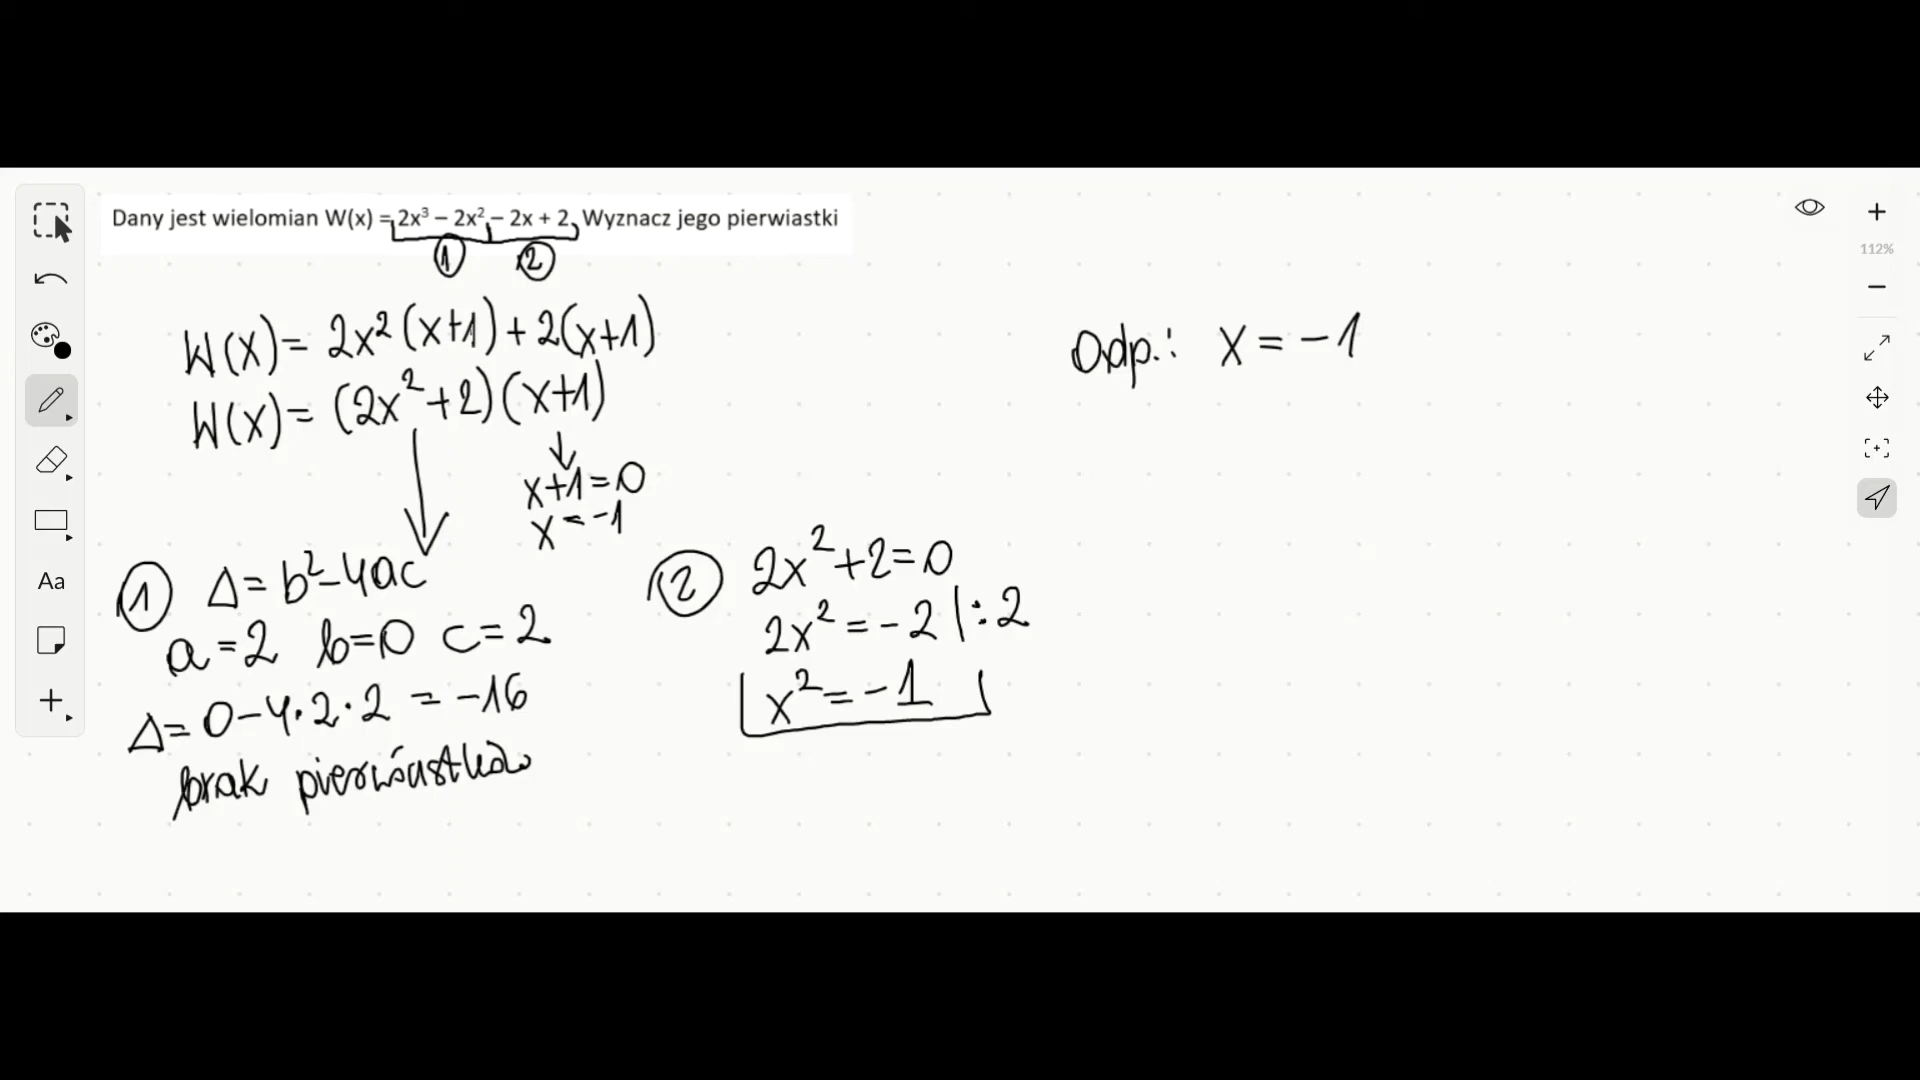 Dany jest wielomian W(x) = 2x³ – 2x² – 2x + 2. Wyznacz jego pierwiastki
1 2
W(x) = 2x²(x+1) + 2(x+1)
W(x) = (2x²+2)(x+1)
x+1=0
x = -1
1 Δ = b²-4ac
a=2 b=0 c=2
Δ= 0-4·2·2 = -16
brak pierwiastków
2 2x²+2=0
2x² = -2 |:2
x² = -1
Odp.: x = -1
112%
Aa